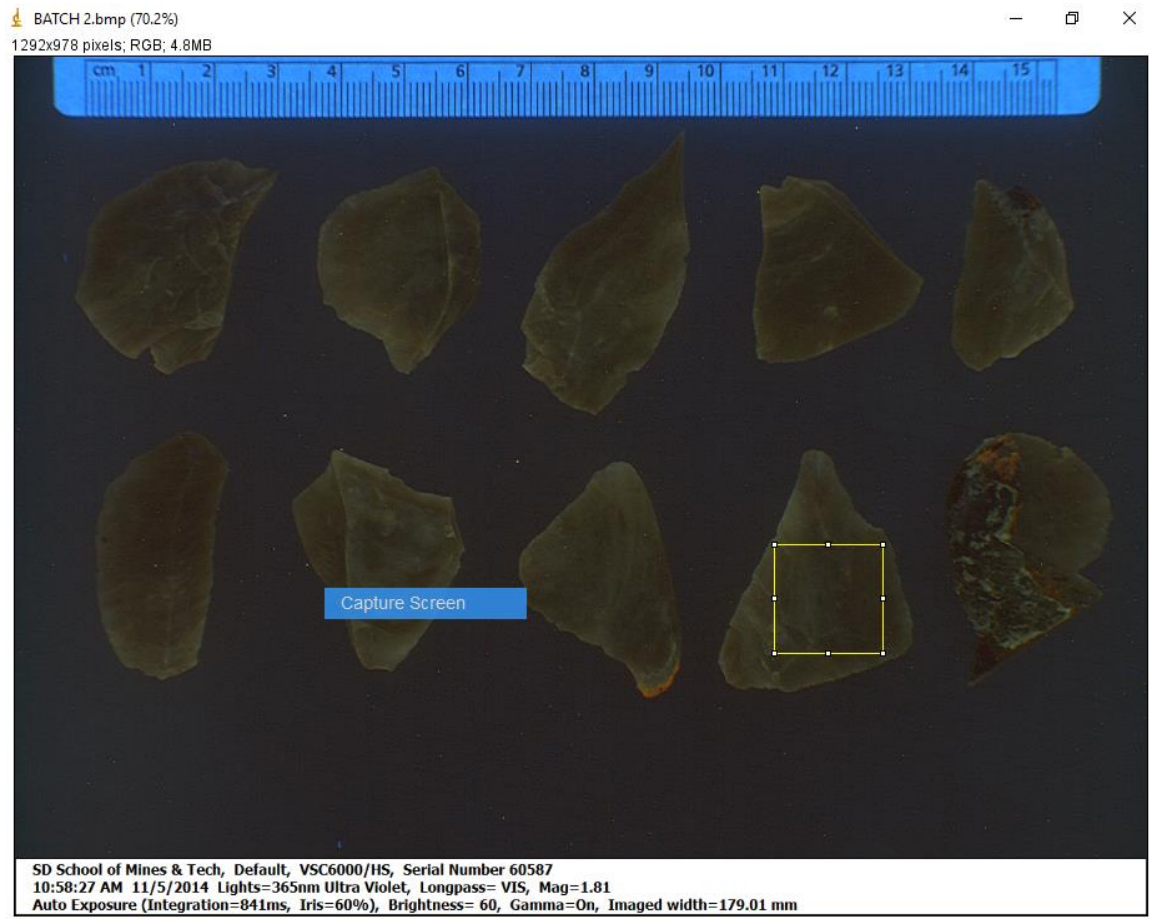 BATCH 2.bmp (70.2%)
1292x978 pixels; RGB; 4.8MB
cm 1 2 3 4 5 6 7 8 9 10 11 12 13 14 15
Capture Screen
SD School of Mines & Tech, Default, VSC6000/HS, Serial Number 60587
10:58:27 AM 11/5/2014 Lights=365nm Ultra Violet, Longpass= VIS, Mag=1.81
Auto Exposure (Integration=841ms, Iris=60%), Brightness= 60, Gamma=On, Imaged width=179.01 mm